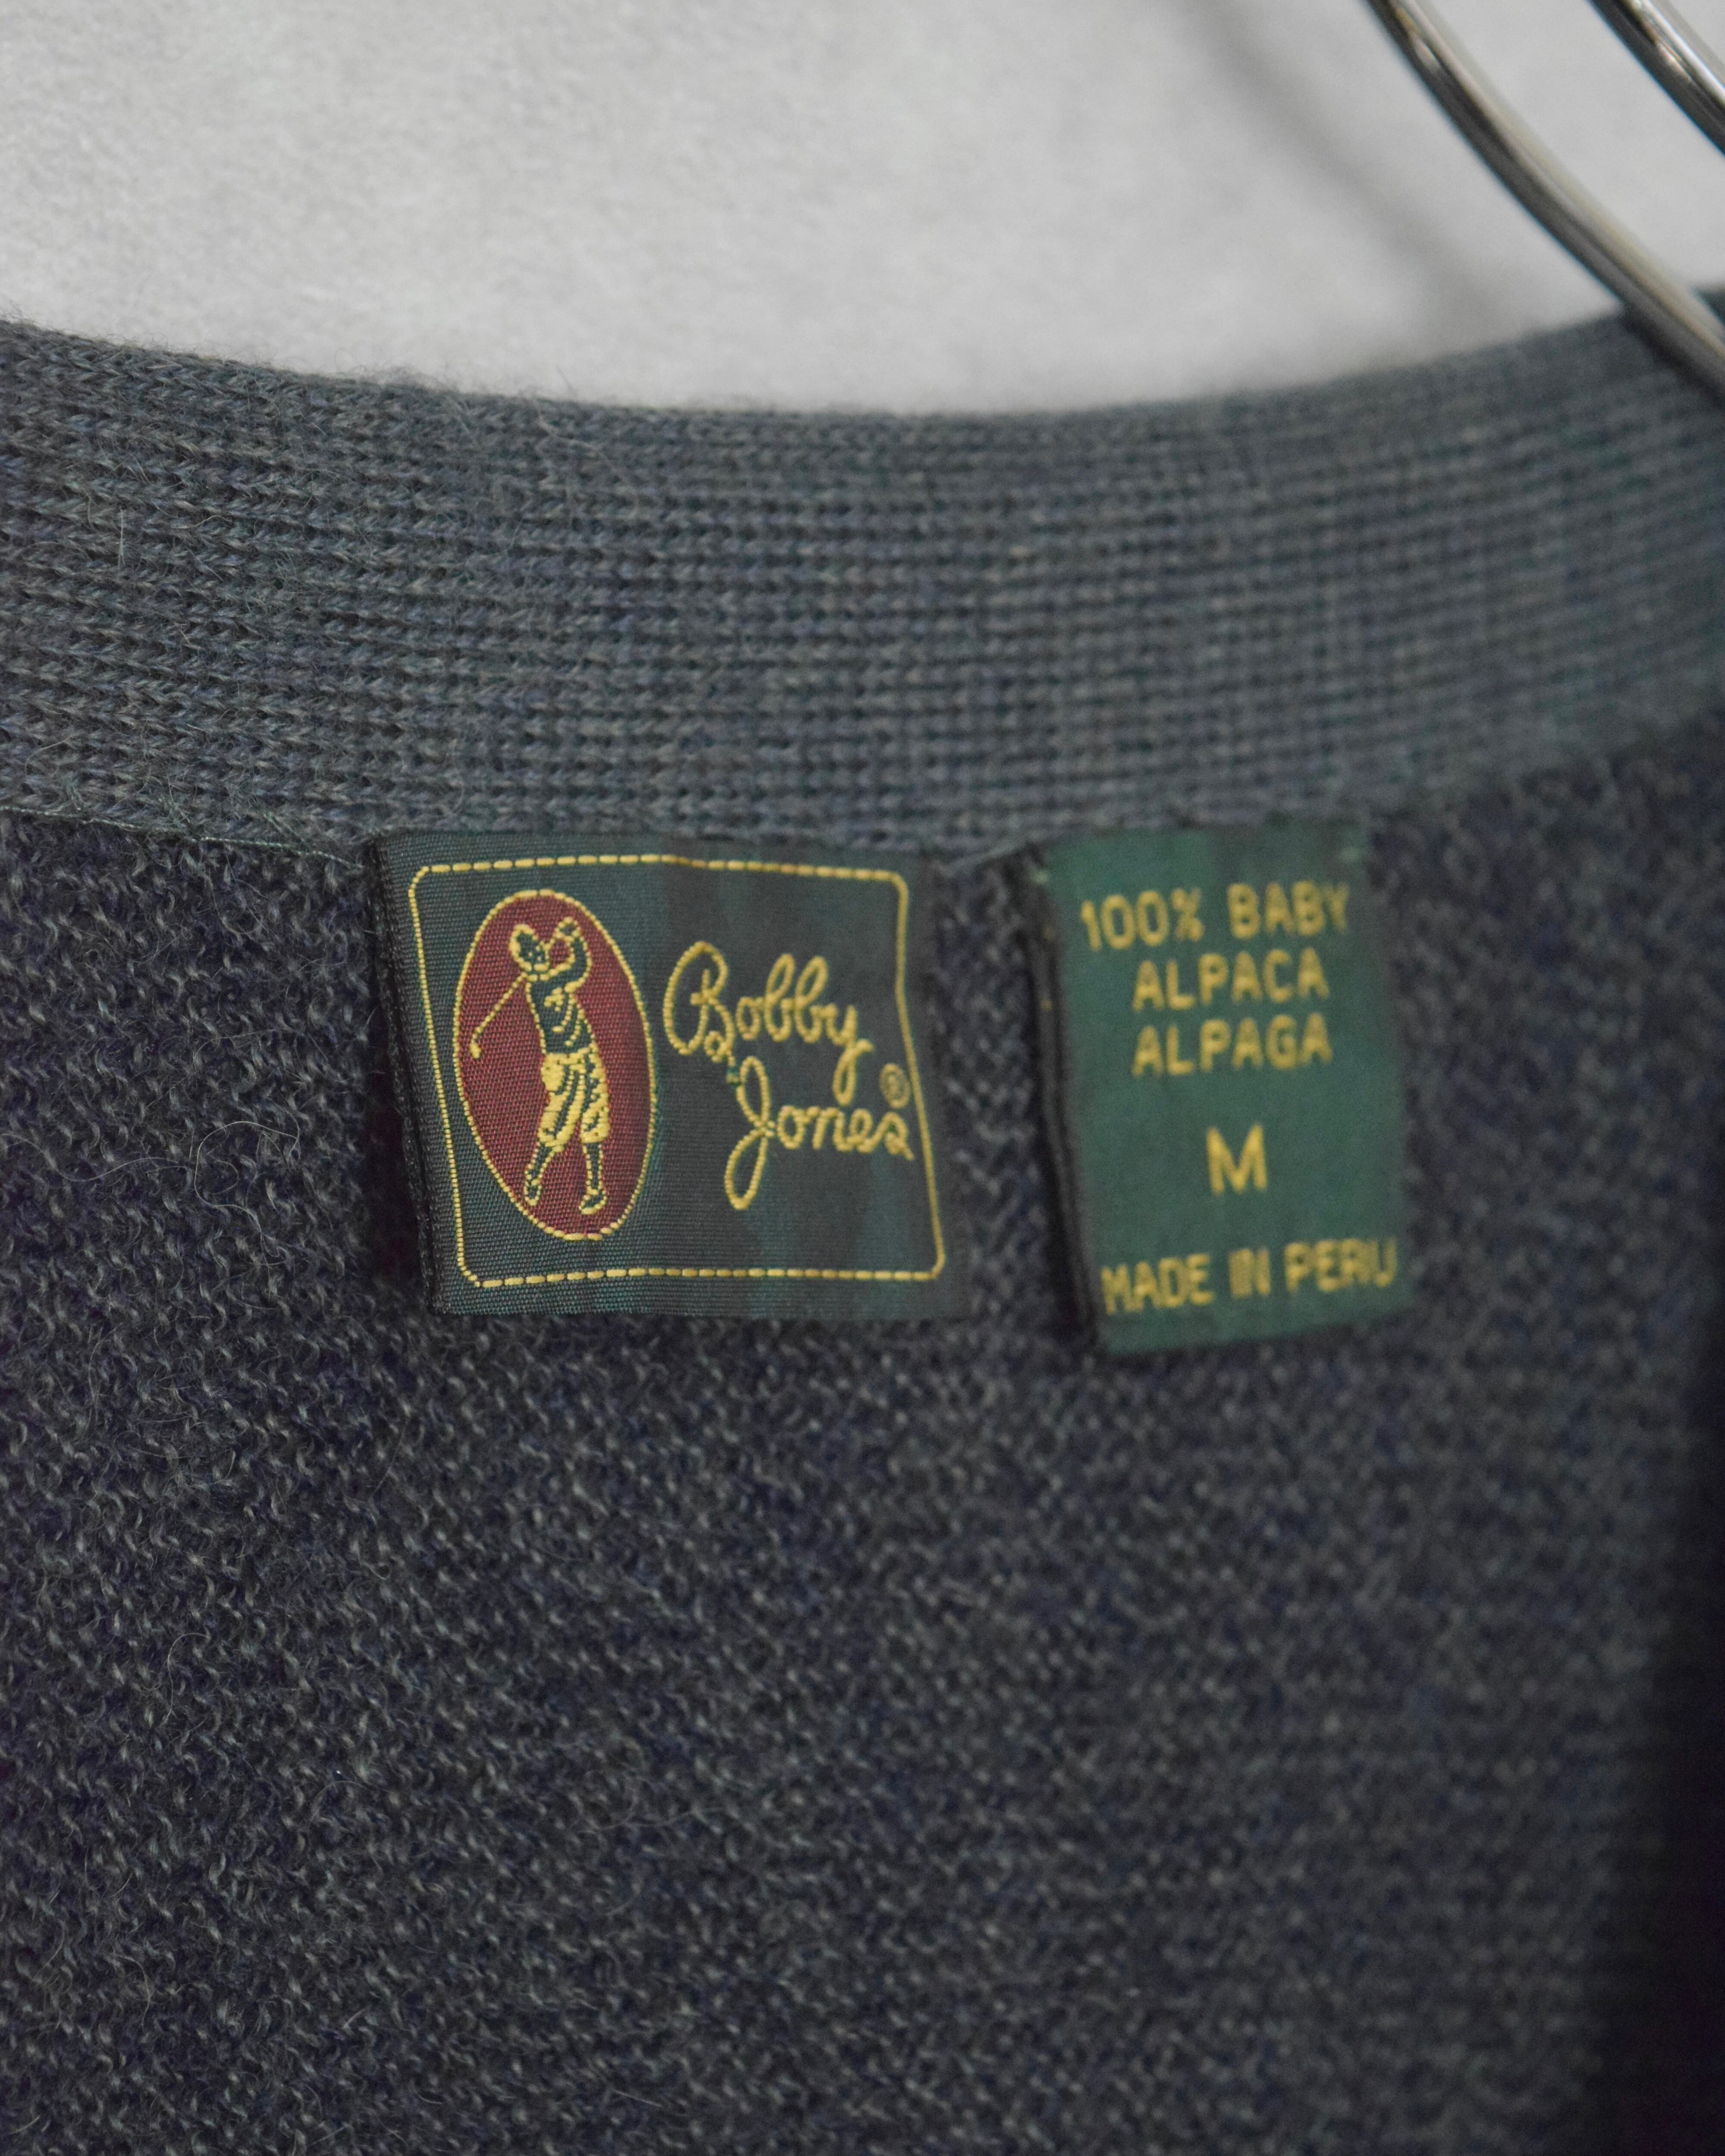 Bobby
Jones®
100% BABY
ALPACA
ALPAGA
M
MADE IN PERU